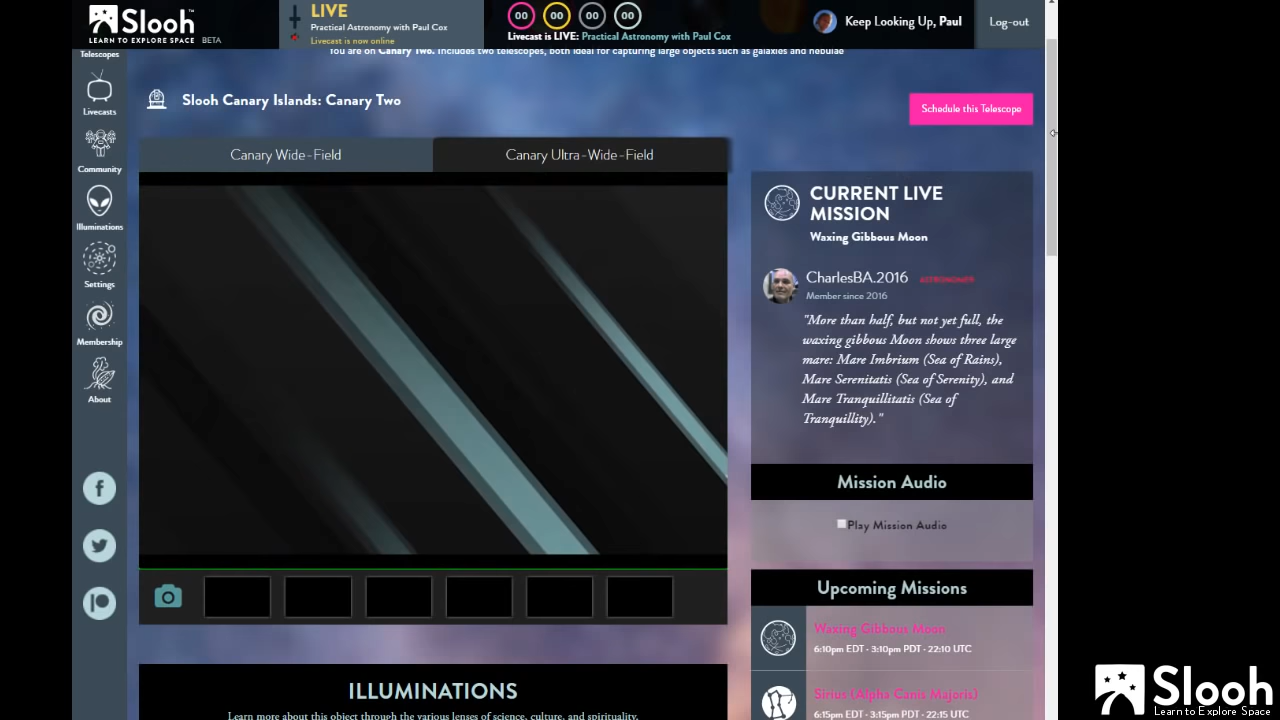 Slooh
LEARN TO EXPLORE SPACE BETA
LIVE
Practical Astronomy with Paul Cox
Livecast is now online
00 00 00 00
Livecast is LIVE: Practical Astronomy with Paul Cox
Keep Looking Up, Paul
Log-out
Telescopes
Livecasts
Community
Illuminations
Settings
Membership
About
You are on Canary Two. Includes two telescopes, both ideal for capturing large objects such as galaxies and nebulae
Slooh Canary Islands: Canary Two
Schedule this Telescope
Canary Wide-Field
Canary Ultra-Wide-Field
CURRENT LIVE
MISSION
Waxing Gibbous Moon
CharlesBA.2016 ASTRONOMER
Member since 2016
"More than half, but not yet full, the
waxing gibbous Moon shows three large
mare: Mare Imbrium (Sea of Rains),
Mare Serenitatis (Sea of Serenity), and
Mare Tranquillitatis (Sea of
Tranquillity)."
Mission Audio
Play Mission Audio
Upcoming Missions
Waxing Gibbous Moon
6:10pm EDT - 3:10pm PDT - 22:10 UTC
Sirius (Alpha Canis Majoris)
6:15pm EDT - 3:15pm PDT - 22:15 UTC
ILLUMINATIONS
Learn more about this object through the various lenses of science, culture, and spirituality.
Slooh
Learn to Explore Space